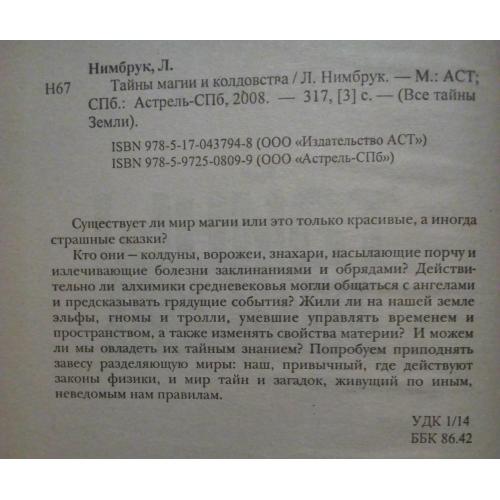 Нимбрук, Л.
Н67 Тайны магии и колдовства / Л. Нимбрук. — М.: АСТ;
СПб.: Астрель-СПб, 2008. — 317, [3] с. — (Все тайны
Земли).
ISBN 978-5-17-043794-8 (ООО «Издательство АСТ»)
ISBN 978-5-9725-0809-9 (ООО «Астрель-СПб»)
Существует ли мир магии или это только красивые, а иногда
страшные сказки?
Кто они — колдуны, ворожеи, знахари, насылающие порчу и
излечивающие болезни заклинаниями и обрядами? Действи-
тельно ли алхимики средневековья могли общаться с ангелами
и предсказывать грядущие события? Жили ли на нашей земле
эльфы, гномы и тролли, умевшие управлять временем и
пространством, а также изменять свойства материи? И можем
ли мы овладеть их тайным знанием? Попробуем приподнять
завесу разделяющую миры: наш, привычный, где действуют
законы физики, и мир тайн и загадок, живущий по иным,
неведомым нам правилам.
УДК 1/14
ББК 86.42